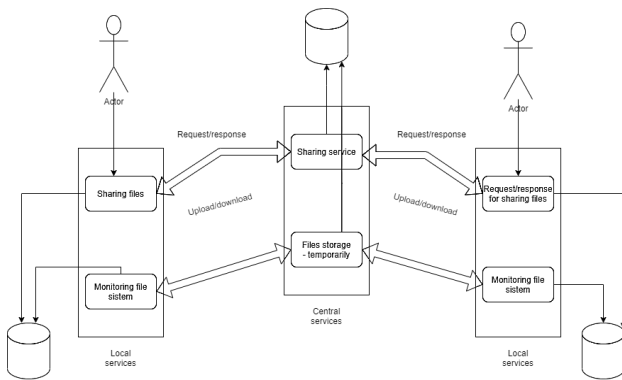 Actor
Actor
Request/response
Request/response
Sharing service
Sharing files
Request/response
for sharing files
Upload/download
Upload/download
Files storage
- temporarily
Monitoring file
sistem
Monitoring file
sistem
Central
services
Local
services
Local
services